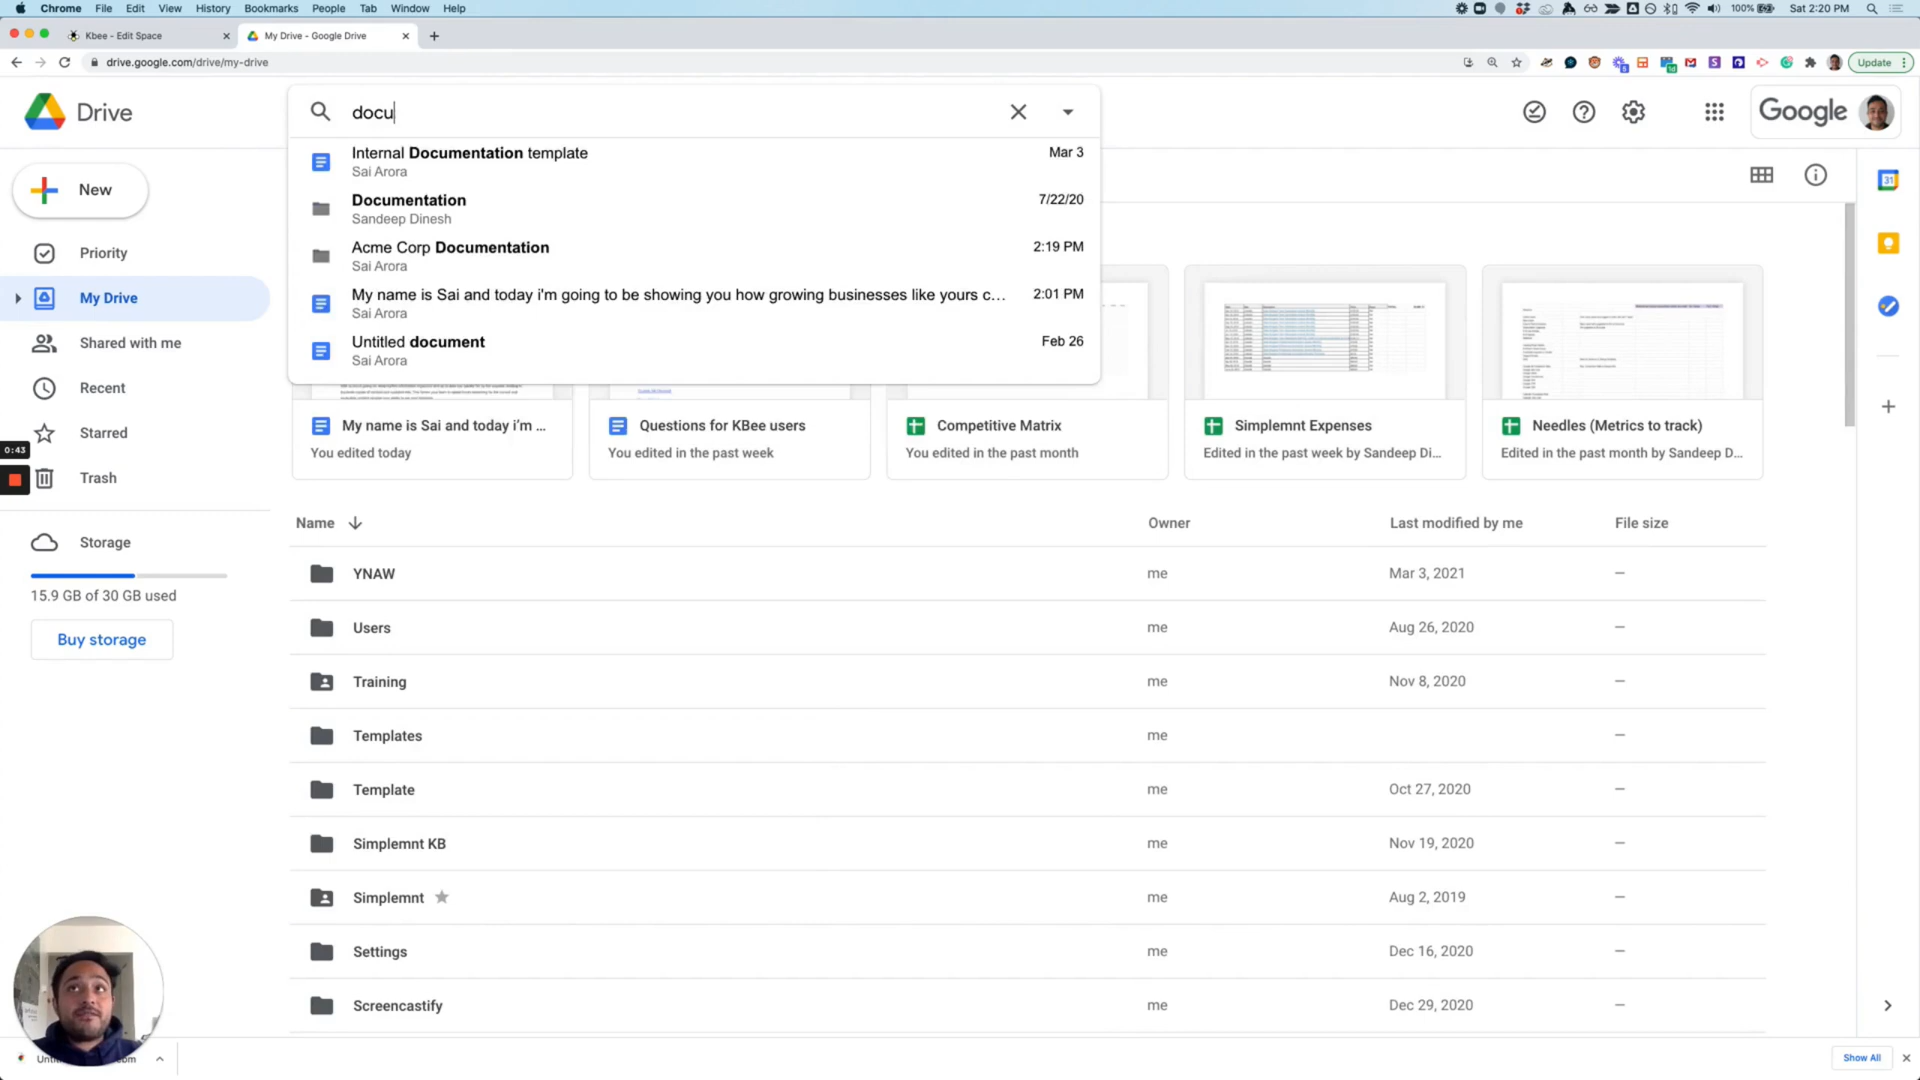 Chrome File Edit View History Bookmarks People Tab Window Help
100% Sat 2:20 PM
Kbee - Edit Space
My Drive - Google Drive
drive.google.com/drive/my-drive
Update
Drive
docu
Google
Internal Documentation template Mar 3
Sai Arora
Documentation 7/22/20
Sandeep Dinesh
Acme Corp Documentation 2:19 PM
Sai Arora
My name is Sai and today i'm going to be showing you how growing businesses like yours c... 2:01 PM
Sai Arora
Untitled document Feb 26
Sai Arora
New
Priority
My Drive
Shared with me
Recent
Starred
Trash
0:43
Storage
15.9 GB of 30 GB used
Buy storage
31
My name is Sai and today i'm ...
You edited today
Questions for KBee users
You edited in the past week
Competitive Matrix
You edited in the past month
Simplemnt Expenses
Edited in the past week by Sandeep Di...
Needles (Metrics to track)
Edited in the past month by Sandeep D...
Name Owner Last modified by me File size
YNAW me Mar 3, 2021 –
Users me Aug 26, 2020 –
Training me Nov 8, 2020 –
Templates me –
Template me Oct 27, 2020 –
Simplemnt KB me Nov 19, 2020 –
Simplemnt me Aug 2, 2019 –
Settings me Dec 16, 2020 –
Screencastify me Dec 29, 2020 –
Show All